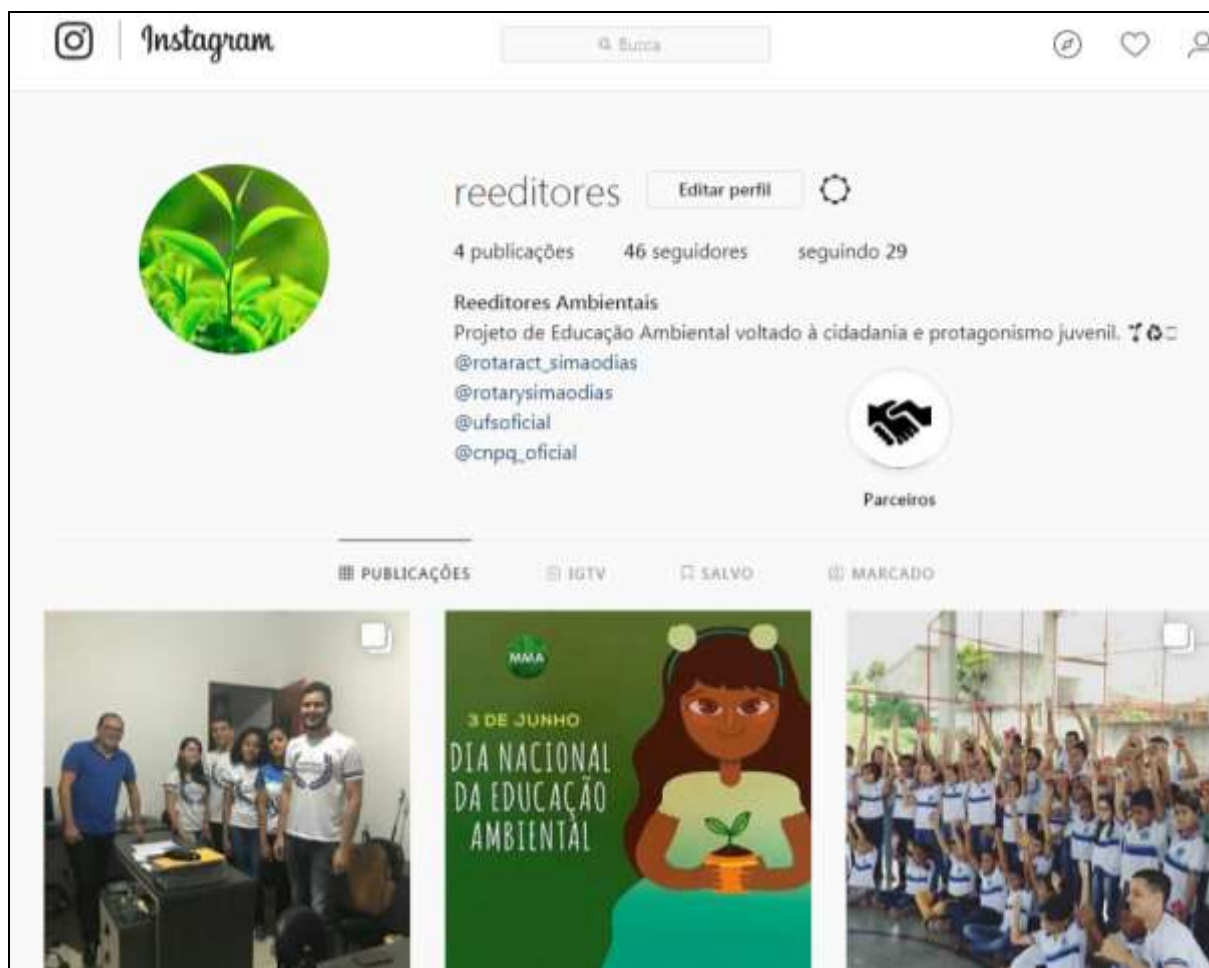 Instagram
Busca
reeditores Editar perfil
4 publicações 46 seguidores seguindo 29
Reeditores Ambientais
Projeto de Educação Ambiental voltado à cidadania e protagonismo juvenil.
@rotaract_simaodias
@rotarysimaodias
@ufsoficial
@cnpq_oficial
Parceiros
PUBLICAÇÕES IGTV SALVO MARCADO
MMA
3 DE JUNHO
DIA NACIONAL
DA EDUCAÇÃO
AMBIENTAL